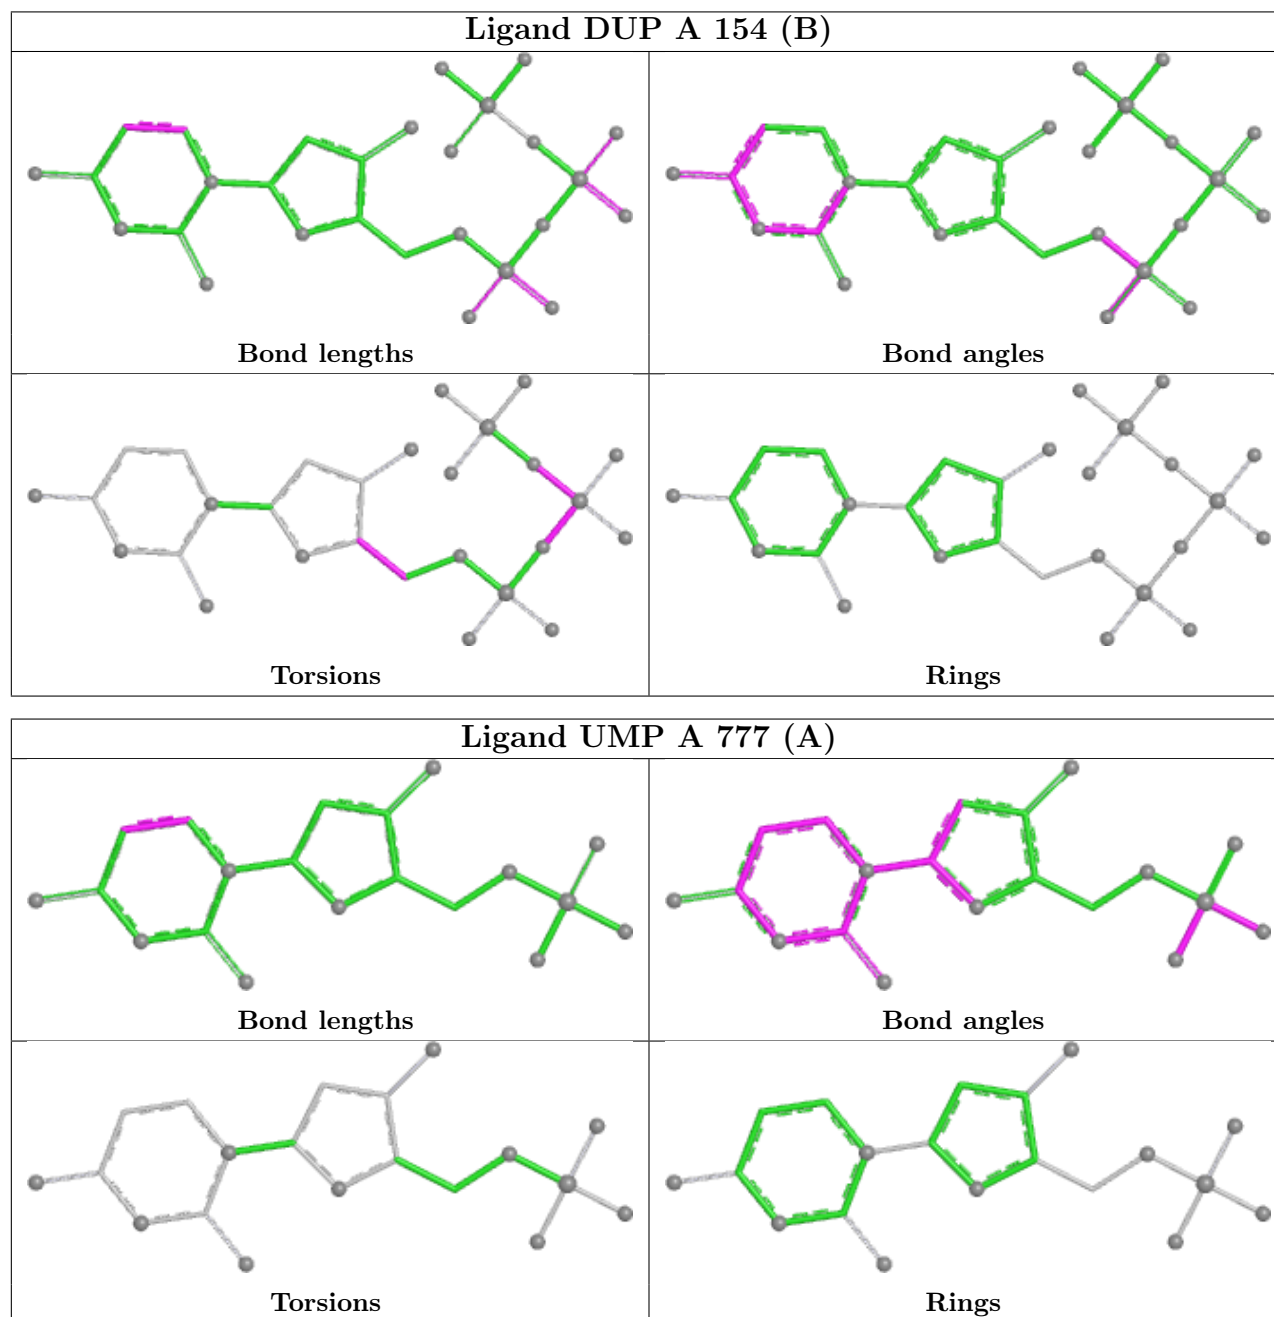 Ligand DUP A 154 (B)
Bond lengths
Bond angles
Torsions
Rings
Ligand UMP A 777 (A)
Bond lengths
Bond angles
Torsions
Rings